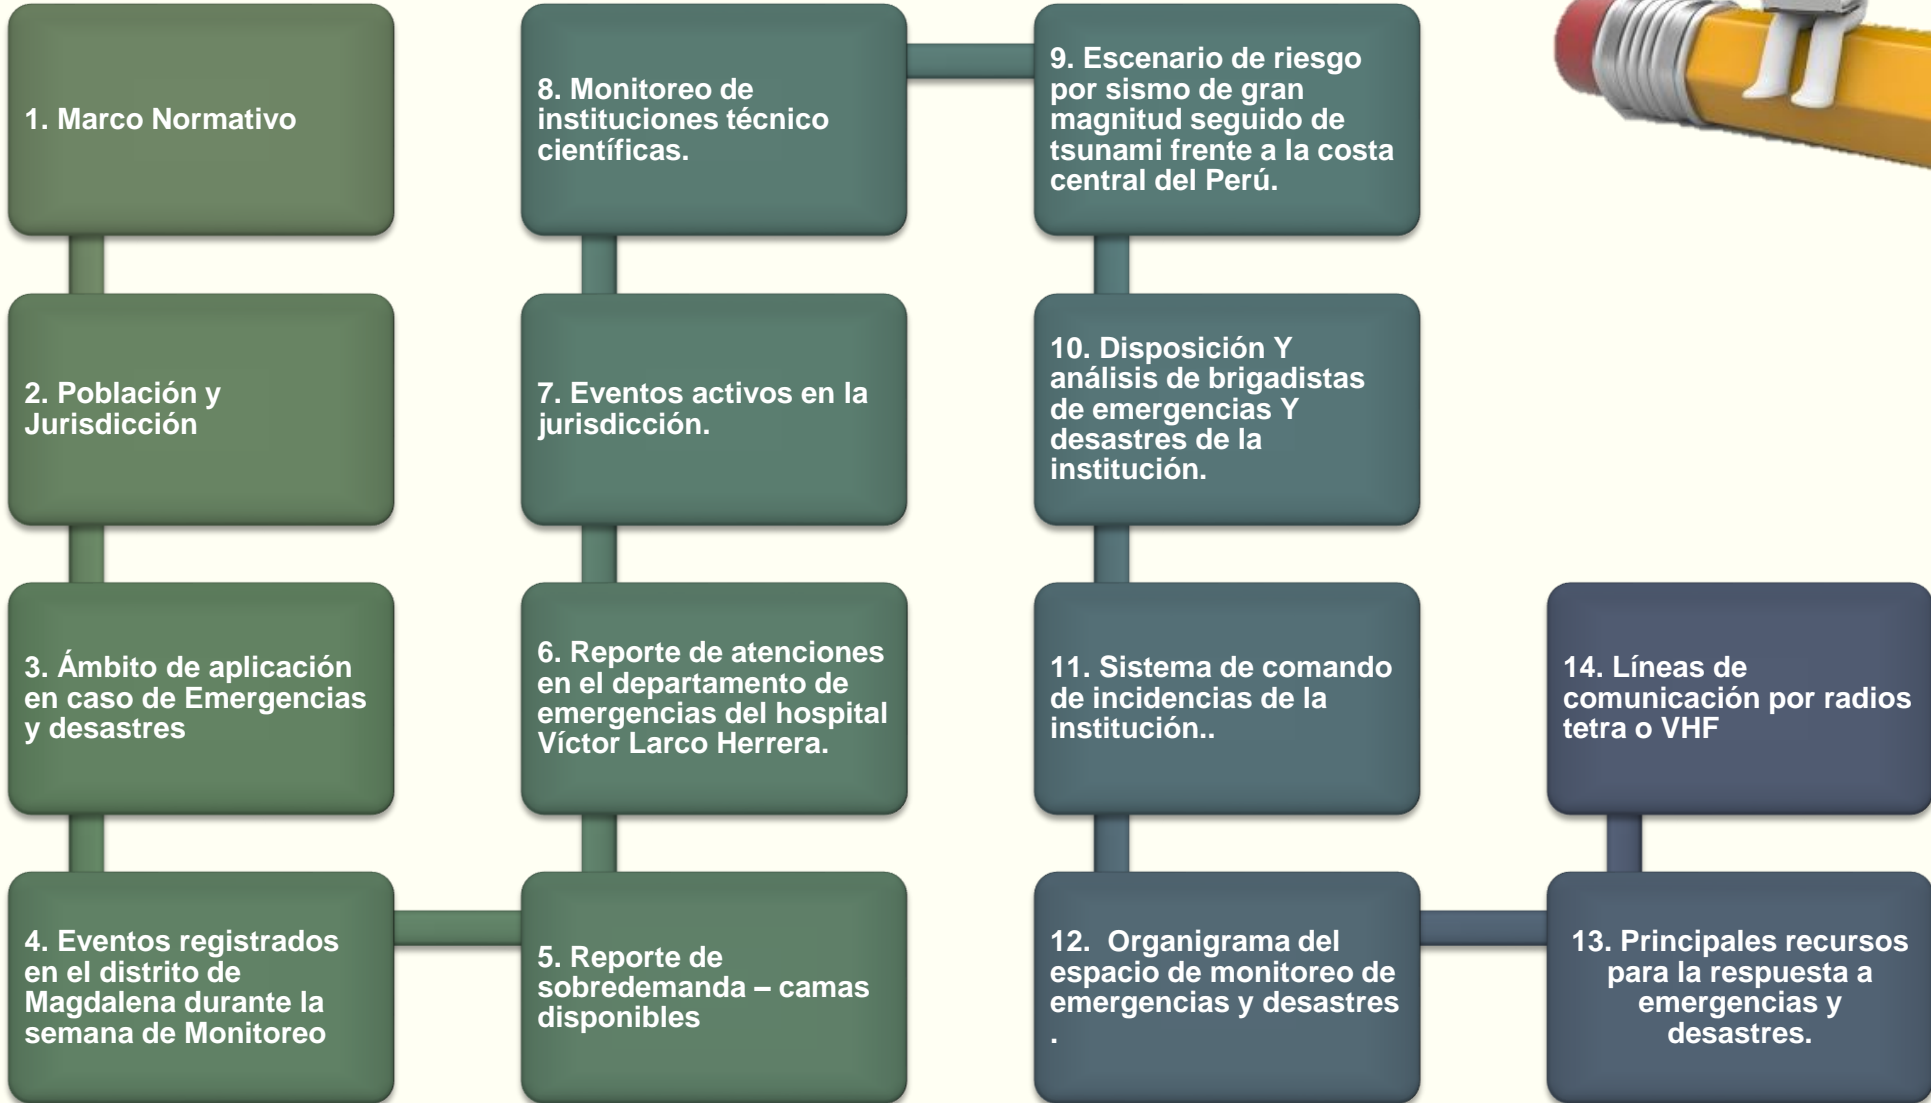 1. Marco Normativo
2. Población y
Jurisdicción
3. Ámbito de aplicación
en caso de Emergencias
y desastres
4. Eventos registrados
en el distrito de
Magdalena durante la
semana de Monitoreo
5. Reporte de
sobredemanda – camas
disponibles
6. Reporte de atenciones
en el departamento de
emergencias del hospital
Víctor Larco Herrera.
7. Eventos activos en la
jurisdicción.
8. Monitoreo de
instituciones técnico
científicas.
9. Escenario de riesgo
por sismo de gran
magnitud seguido de
tsunami frente a la costa
central del Perú.
10. Disposición Y
análisis de brigadistas
de emergencias Y
desastres de la
institución.
11. Sistema de comando
de incidencias de la
institución..
12. Organigrama del
espacio de monitoreo de
emergencias y desastres
.
13. Principales recursos
para la respuesta a
emergencias y
desastres.
14. Líneas de
comunicación por radios
tetra o VHF